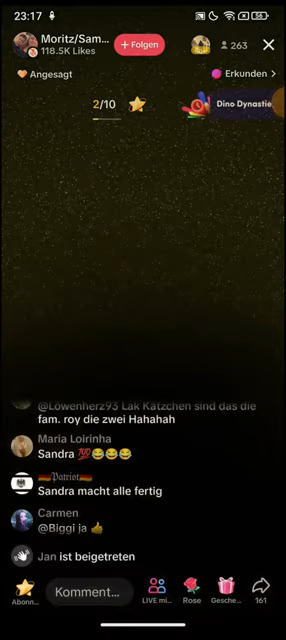 23:17
56
Moritz/Sam...
118.5K Likes
+ Folgen
263
Angesagt
Erkunden >
2/10
Dino Dynastie
@Löwenherz93 Lak Kätzchen sind das die
fam. roy die zwei Hahahah
Maria Loirinha
Sandra 💯😂😂😂
🇩🇪𝔓𝔞𝔱𝔯𝔦𝔬𝔱🇩🇪
Sandra macht alle fertig
Carmen
@Biggi ja 👍
Jan ist beigetreten
Abonn...
Komment...
LIVE mi...
Rose
Gesche...
161